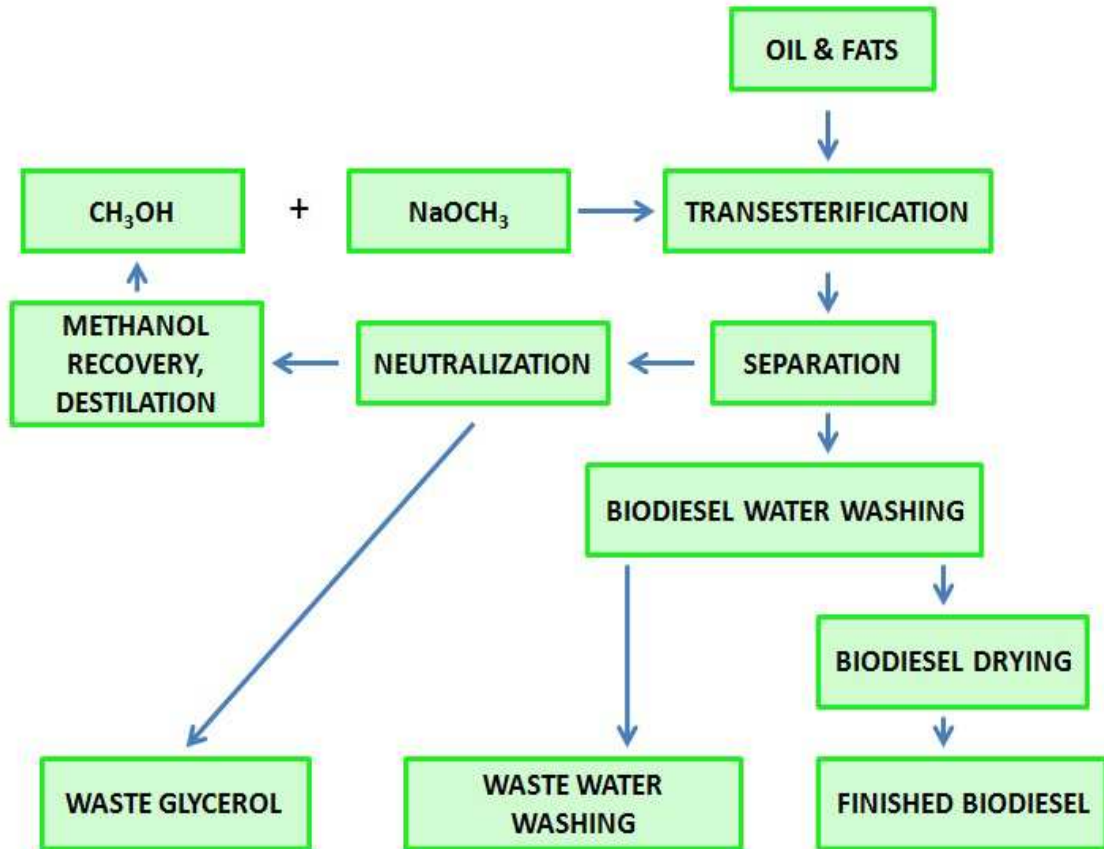 OIL & FATS
CH₃OH + NaOCH₃ TRANSESTERIFICATION
METHANOL
RECOVERY,
DESTILATION
NEUTRALIZATION
SEPARATION
BIODIESEL WATER WASHING
BIODIESEL DRYING
WASTE GLYCEROL
WASTE WATER
WASHING
FINISHED BIODIESEL